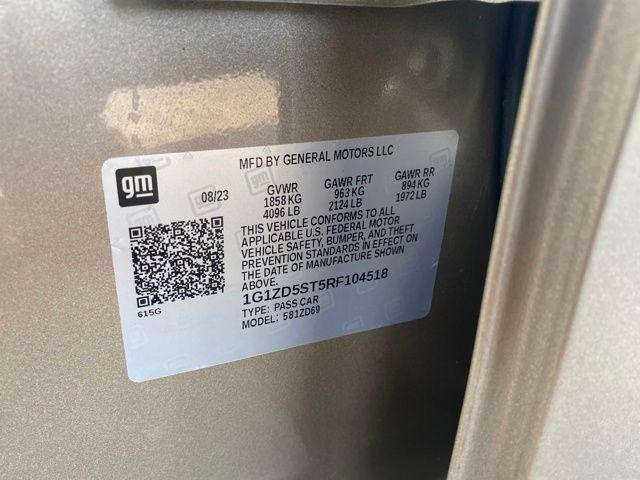 MFD BY GENERAL MOTORS LLC
gm
08/23
GVWR
1858 KG
4096 LB
GAWR FRT
963 KG
2124 LB
GAWR RR
894 KG
1972 LB
THIS VEHICLE CONFORMS TO ALL
APPLICABLE U.S. FEDERAL MOTOR
VEHICLE SAFETY, BUMPER, AND THEFT
PREVENTION STANDARDS IN EFFECT ON
THE DATE OF MANUFACTURE SHOWN
ABOVE.
1G1ZD5ST5RF104518
TYPE: PASS CAR
MODEL: 581ZD69
615G